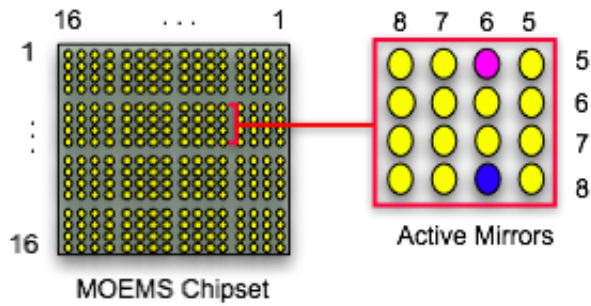 16 . . . 1
8 7 6 5
1
⋮
16
5
6
7
8
Active Mirrors
MOEMS Chipset